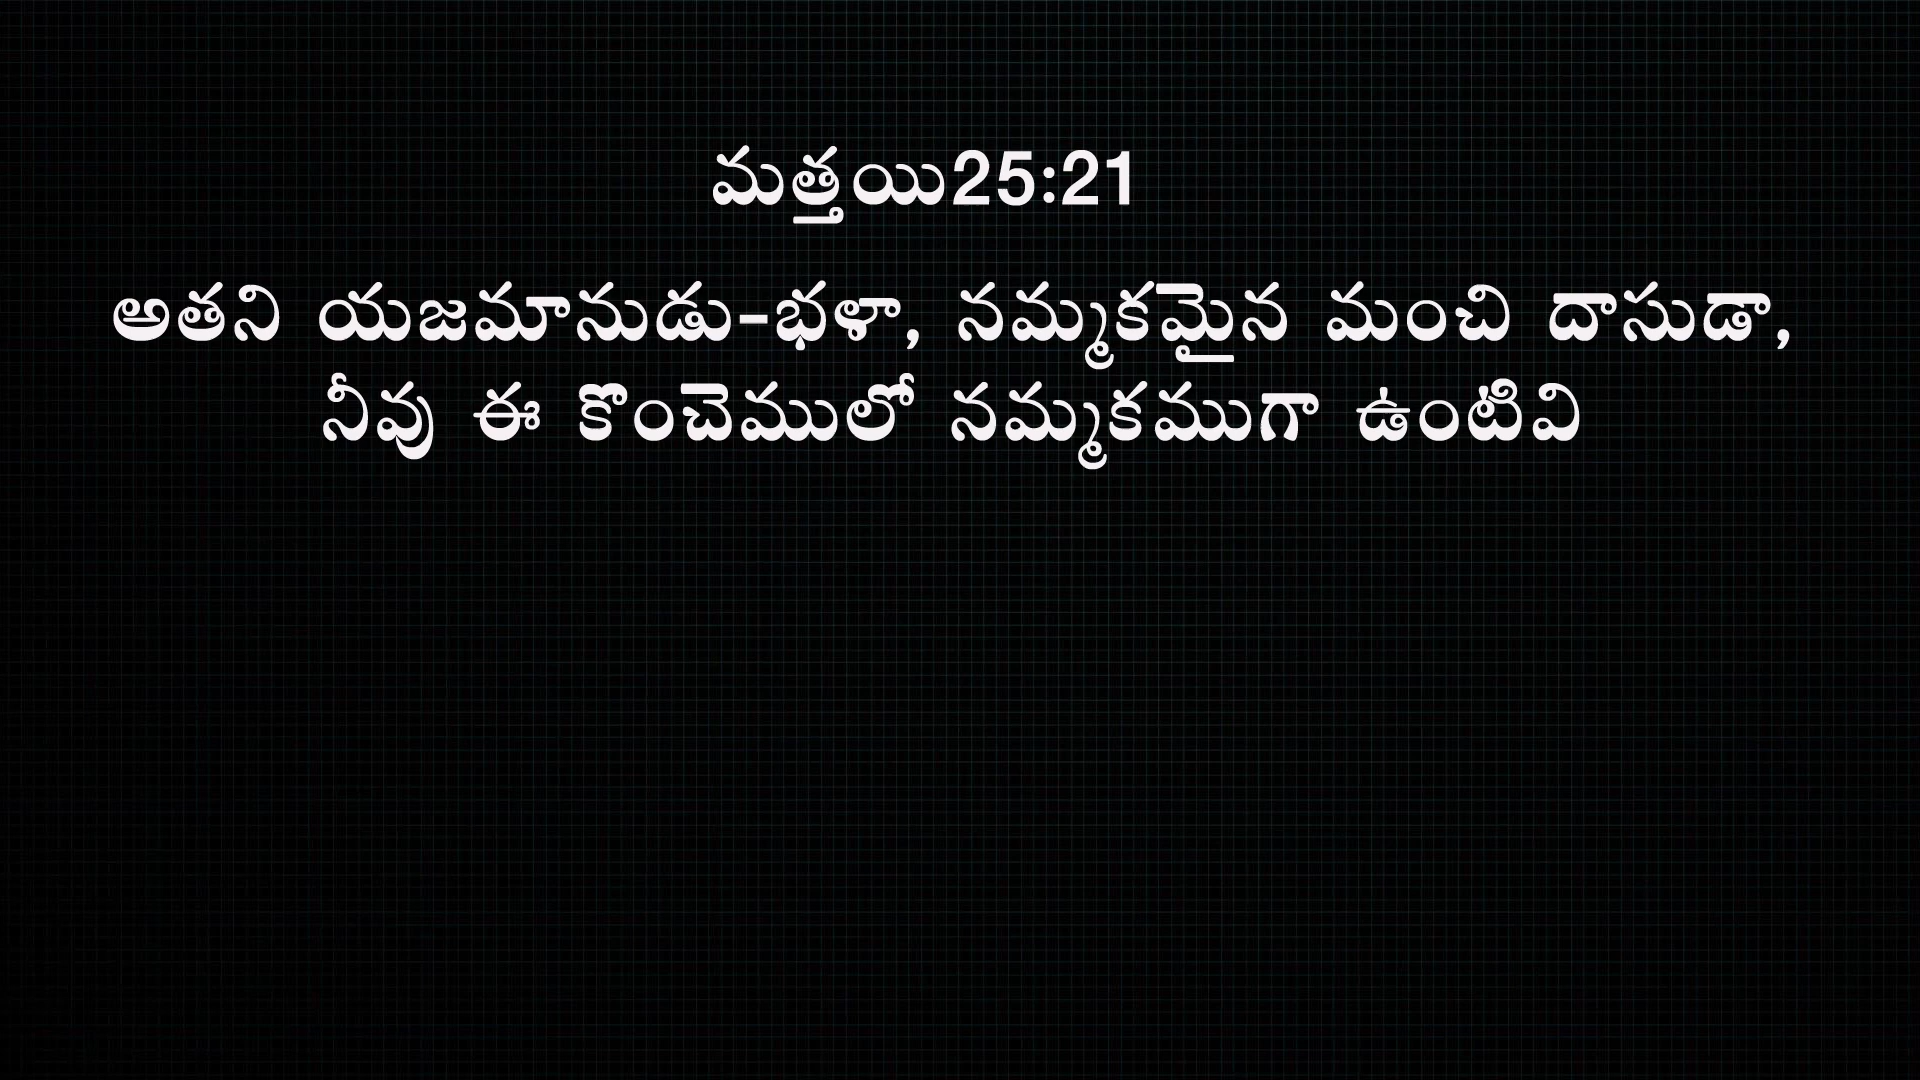 మత్తయి25:21
అతని యజమానుడు-భళా, నమ్మకమైన మంచి దాసుడా,
నీవు ఈ కొంచెములో నమ్మకముగా ఉంటివి